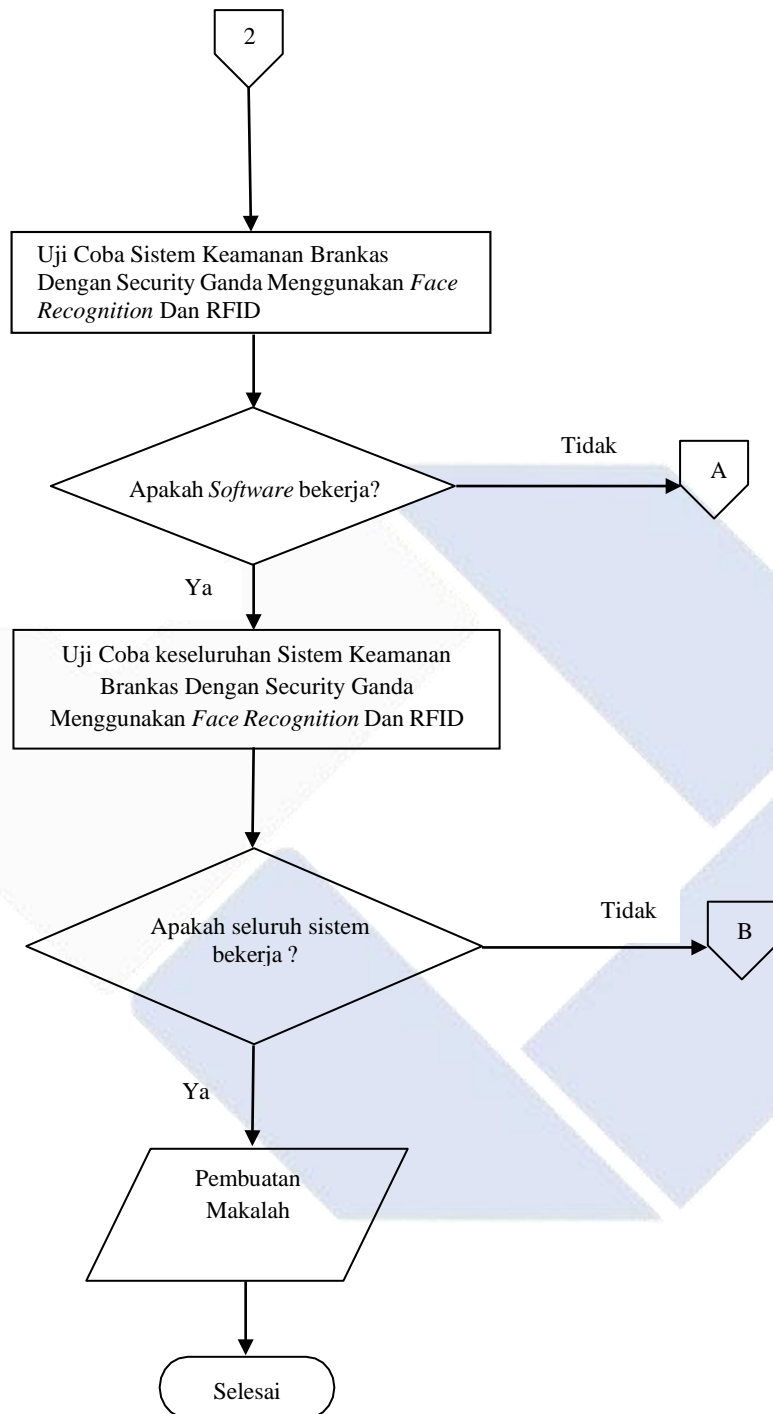 2
Uji Coba Sistem Keamanan Brankas
Dengan Security Ganda Menggunakan Face
Recognition Dan RFID
Tidak
A
Apakah Software bekerja?
Ya
Uji Coba keseluruhan Sistem Keamanan
Brankas Dengan Security Ganda
Menggunakan Face Recognition Dan RFID
Tidak
B
Apakah seluruh sistem
bekerja ?
Ya
Pembuatan
Makalah
Selesai